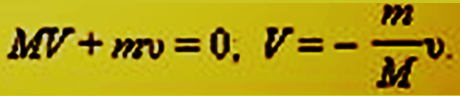 MV + mυ = 0; V = − m/M υ.